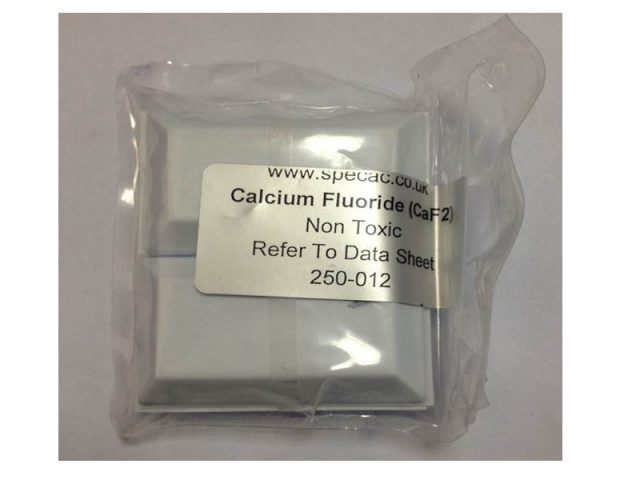 www.specac.co.uk
Calcium Fluoride (CaF2)
Non Toxic
Refer To Data Sheet
250-012